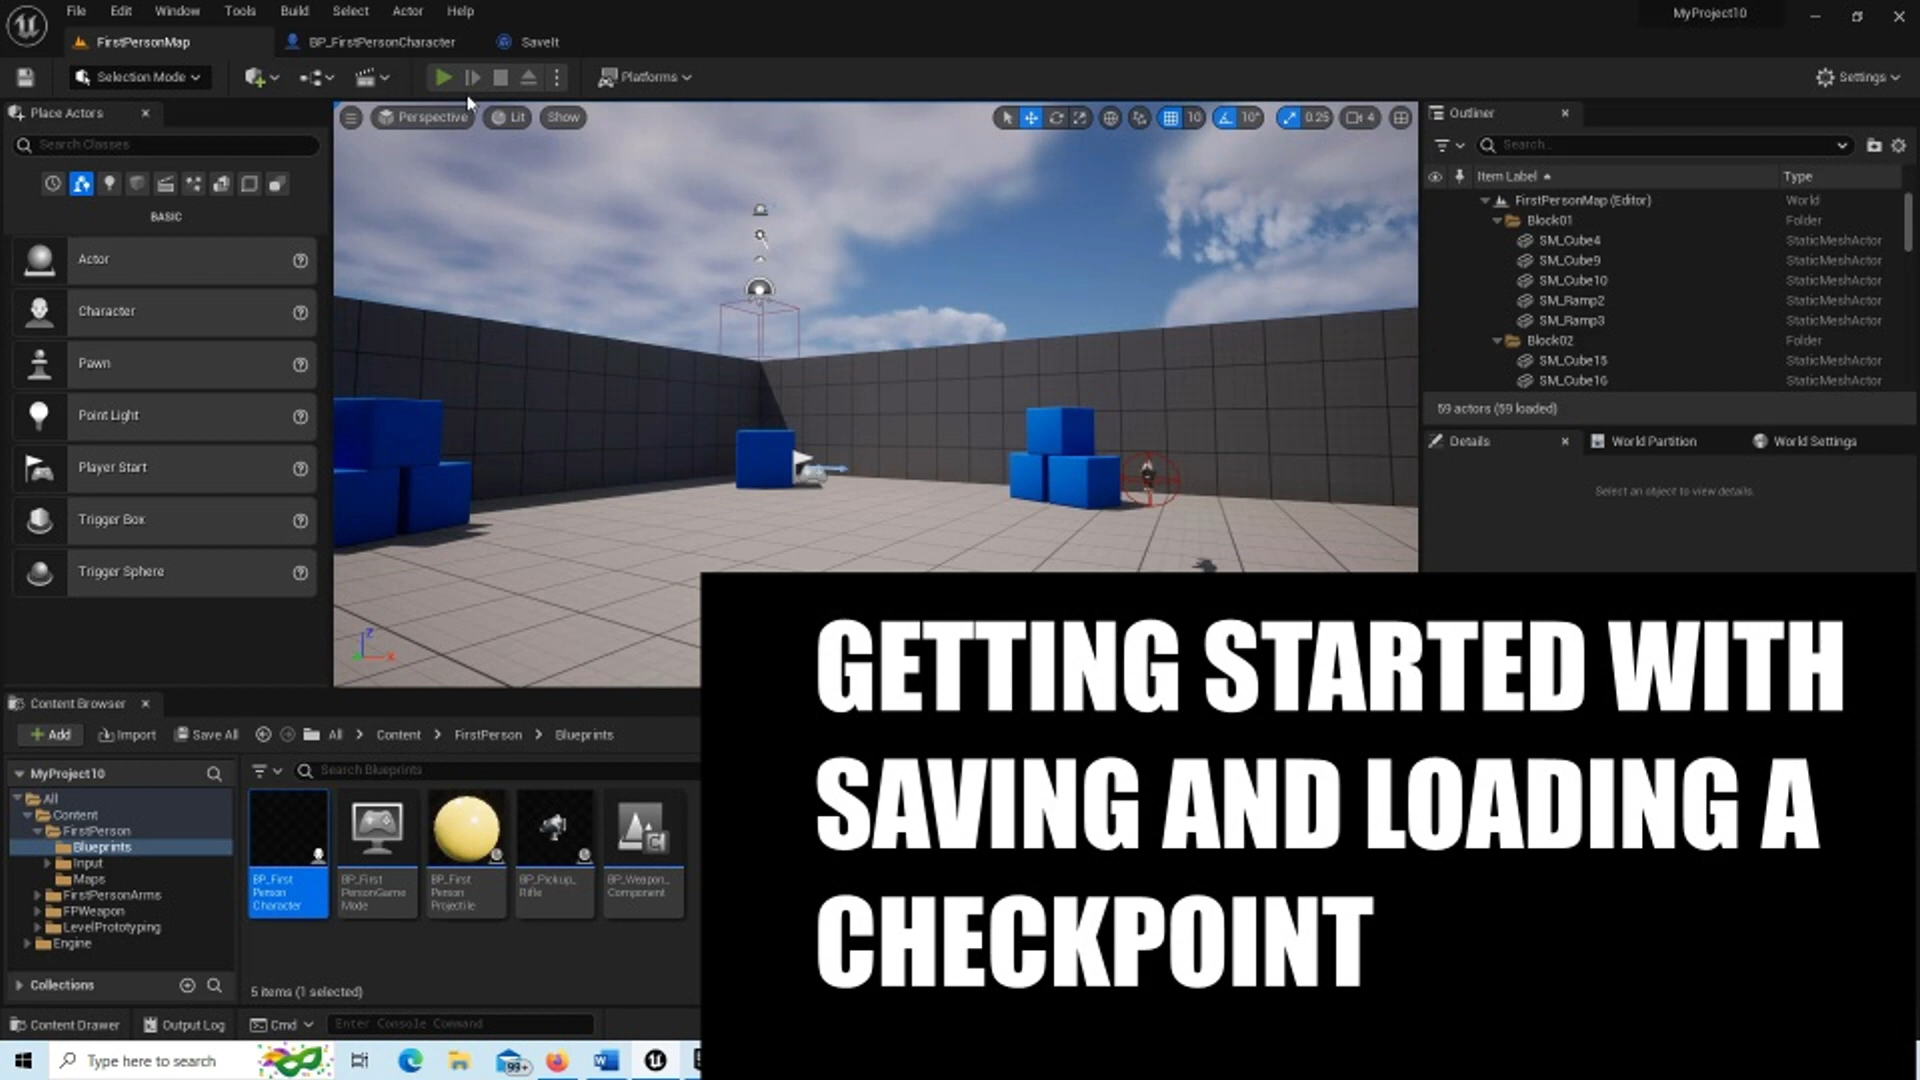 File Edit Window Tools Build Select Actor Help
MyProject10
FirstPersonMap
BP_FirstPersonCharacter
SaveIt
Selection Mode
Platforms
Settings
Place Actors
Search Classes
BASIC
Actor
Character
Pawn
Point Light
Player Start
Trigger Box
Trigger Sphere
Perspective
Lit
Show
10
10°
0.25
4
Outliner
Search...
Item Label
Type
FirstPersonMap (Editor) World
Block01 Folder
SM_Cube4 StaticMeshActor
SM_Cube9 StaticMeshActor
SM_Cube10 StaticMeshActor
SM_Ramp2 StaticMeshActor
SM_Ramp3 StaticMeshActor
Block02 Folder
SM_Cube15 StaticMeshActor
SM_Cube16 StaticMeshActor
59 actors (59 loaded)
Details
World Partition
World Settings
Select an object to view details.
Z
X
Content Browser
Add
Import
Save All
All > Content > FirstPerson > Blueprints
MyProject10
Search Blueprints
All
Content
FirstPerson
Blueprints
Input
Maps
FirstPersonArms
FPWeapon
LevelPrototyping
Engine
Collections
BP_First
Person
Character
BP_First
PersonGame
Mode
BP_First
Person
Projectile
BP_Pickup_
Rifle
BP_Weapon_
Component
5 items (1 selected)
Content Drawer
Output Log
Cmd
Enter Console Command
Type here to search
99+
GETTING STARTED WITH
SAVING AND LOADING A
CHECKPOINT